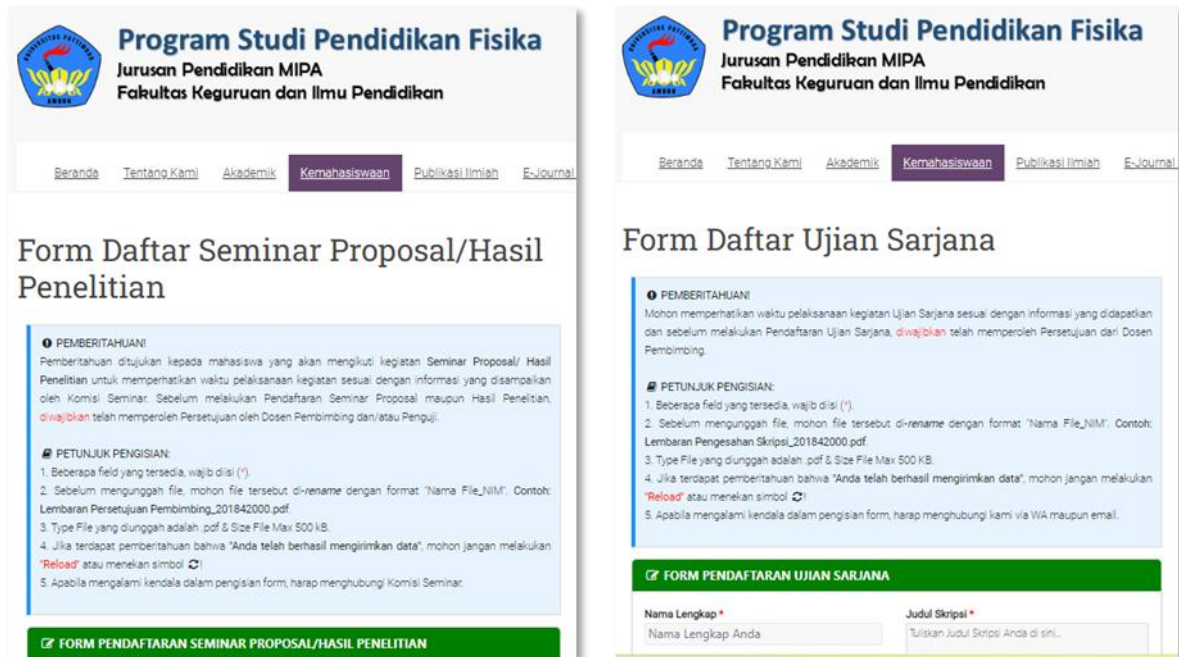 UNIVERSITAS PATTIMURA
AMBON
Program Studi Pendidikan Fisika
Jurusan Pendidikan MIPA
Fakultas Keguruan dan Ilmu Pendidikan
Beranda Tentang Kami Akademik Kemahasiswaan Publikasi Ilmiah E-Journal
Form Daftar Seminar Proposal/Hasil
Penelitian
PEMBERITAHUAN!
Pemberitahuan ditujukan kepada mahasiswa yang akan mengikuti kegiatan Seminar Proposal/ Hasil
Penelitian untuk memperhatikan waktu pelaksanaan kegiatan sesuai dengan informasi yang disampaikan
oleh Komisi Seminar. Sebelum melakukan Pendaftaran Seminar Proposal maupun Hasil Penelitian,
diwajibkan telah memperoleh Persetujuan oleh Dosen Pembimbing dan/atau Penguji.
PETUNJUK PENGISIAN:
1. Beberapa field yang tersedia, wajib diisi (*).
2. Sebelum mengunggah file, mohon file tersebut di-rename dengan format "Nama File_NIM". Contoh:
Lembaran Persetujuan Pembimbing_201842000.pdf.
3. Type File yang diunggah adalah .pdf & Size File Max 500 kB.
4. Jika terdapat pemberitahuan bahwa "Anda telah berhasil mengirimkan data", mohon jangan melakukan
"Reload" atau menekan simbol !
5. Apabila mengalami kendala dalam pengisian form, harap menghubungi Komisi Seminar.
FORM PENDAFTARAN SEMINAR PROPOSAL/HASIL PENELITIAN
UNIVERSITAS PATTIMURA
AMBON
Program Studi Pendidikan Fisika
Jurusan Pendidikan MIPA
Fakultas Keguruan dan Ilmu Pendidikan
Beranda Tentang Kami Akademik Kemahasiswaan Publikasi Ilmiah E-Journal
Form Daftar Ujian Sarjana
PEMBERITAHUAN!
Mohon memperhatikan waktu pelaksanaan kegiatan Ujian Sarjana sesuai dengan informasi yang didapatkan
dan sebelum melakukan Pendaftaran Ujian Sarjana, diwajibkan telah memperoleh Persetujuan dari Dosen
Pembimbing.
PETUNJUK PENGISIAN:
1. Beberapa field yang tersedia, wajib diisi (*).
2. Sebelum mengunggah file, mohon file tersebut di-rename dengan format "Nama File_NIM". Contoh:
Lembaran Pengesahan Skripsi_201842000.pdf.
3. Type File yang diunggah adalah .pdf & Size File Max 500 KB.
4. Jika terdapat pemberitahuan bahwa "Anda telah berhasil mengirimkan data", mohon jangan melakukan
"Reload" atau menekan simbol !
5. Apabila mengalami kendala dalam pengisian form, harap menghubungi kami via WA maupun email.
FORM PENDAFTARAN UJIAN SARJANA
Nama Lengkap * Judul Skripsi *
Nama Lengkap Anda Tuliskan Judul Skripsi Anda di sini...